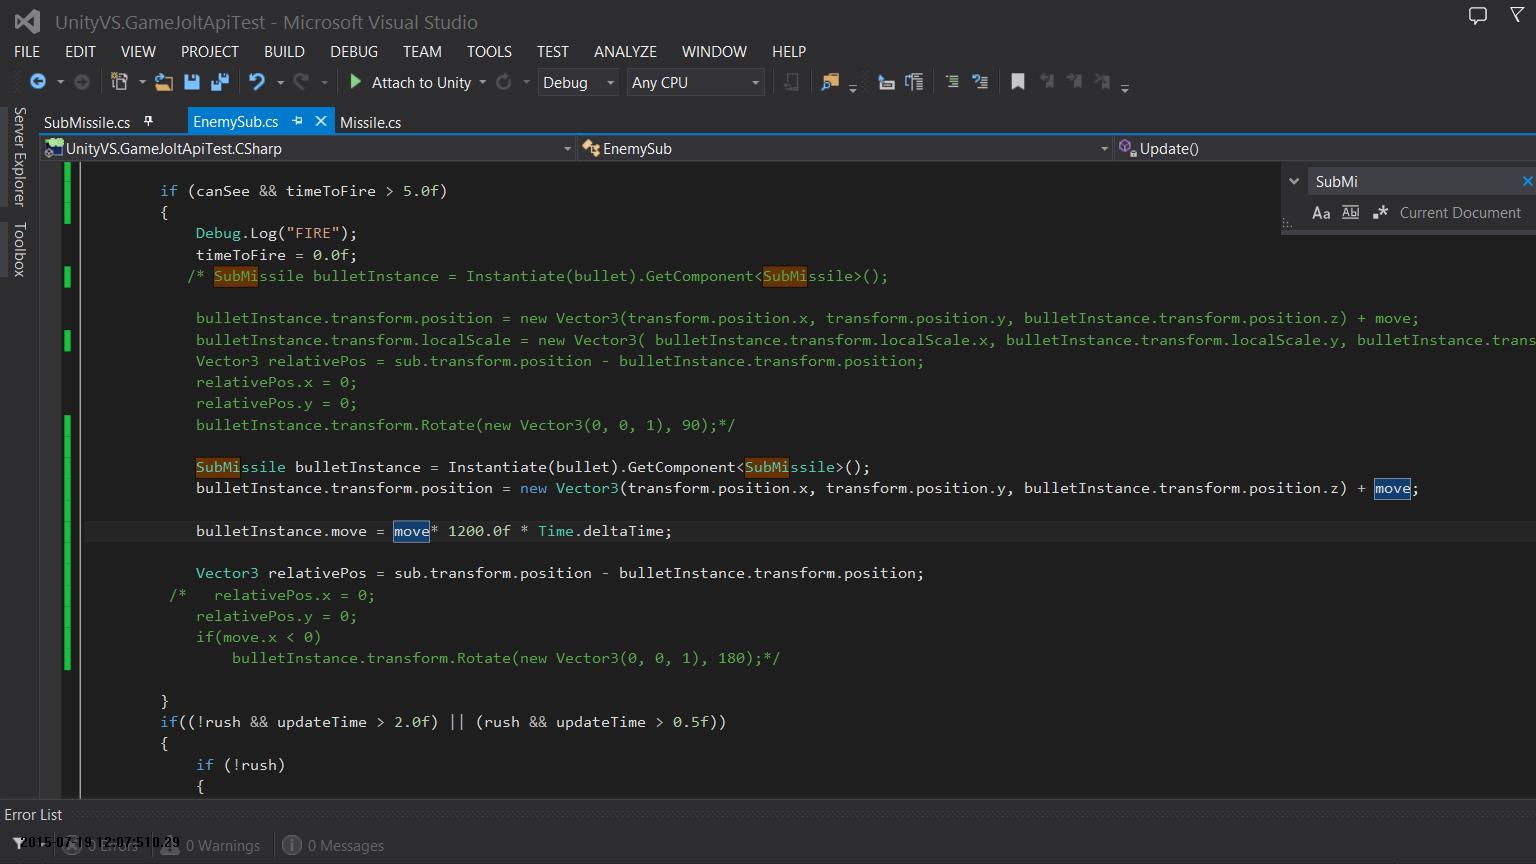 UnityVS.GameJoltApiTest - Microsoft Visual Studio
FILE EDIT VIEW PROJECT BUILD DEBUG TEAM TOOLS TEST ANALYZE WINDOW HELP
Attach to Unity Debug Any CPU
Server Explorer
Toolbox
SubMissile.cs EnemySub.cs Missile.cs
UnityVS.GameJoltApiTest.CSharp EnemySub Update()
SubMi
Aa Abl Current Document
if (canSee && timeToFire > 5.0f)
{
Debug.Log("FIRE");
timeToFire = 0.0f;
/* SubMissile bulletInstance = Instantiate(bullet).GetComponent<SubMissile>();
bulletInstance.transform.position = new Vector3(transform.position.x, transform.position.y, bulletInstance.transform.position.z) + move;
bulletInstance.transform.localScale = new Vector3( bulletInstance.transform.localScale.x, bulletInstance.transform.localScale.y, bulletInstance.trans
Vector3 relativePos = sub.transform.position - bulletInstance.transform.position;
relativePos.x = 0;
relativePos.y = 0;
bulletInstance.transform.Rotate(new Vector3(0, 0, 1), 90);*/
SubMissile bulletInstance = Instantiate(bullet).GetComponent<SubMissile>();
bulletInstance.transform.position = new Vector3(transform.position.x, transform.position.y, bulletInstance.transform.position.z) + move;
bulletInstance.move = move* 1200.0f * Time.deltaTime;
Vector3 relativePos = sub.transform.position - bulletInstance.transform.position;
/* relativePos.x = 0;
relativePos.y = 0;
if(move.x < 0)
bulletInstance.transform.Rotate(new Vector3(0, 0, 1), 180);*/
}
if((!rush && updateTime > 2.0f) || (rush && updateTime > 0.5f))
{
if (!rush)
{
Error List
0 Errors 0 Warnings 0 Messages